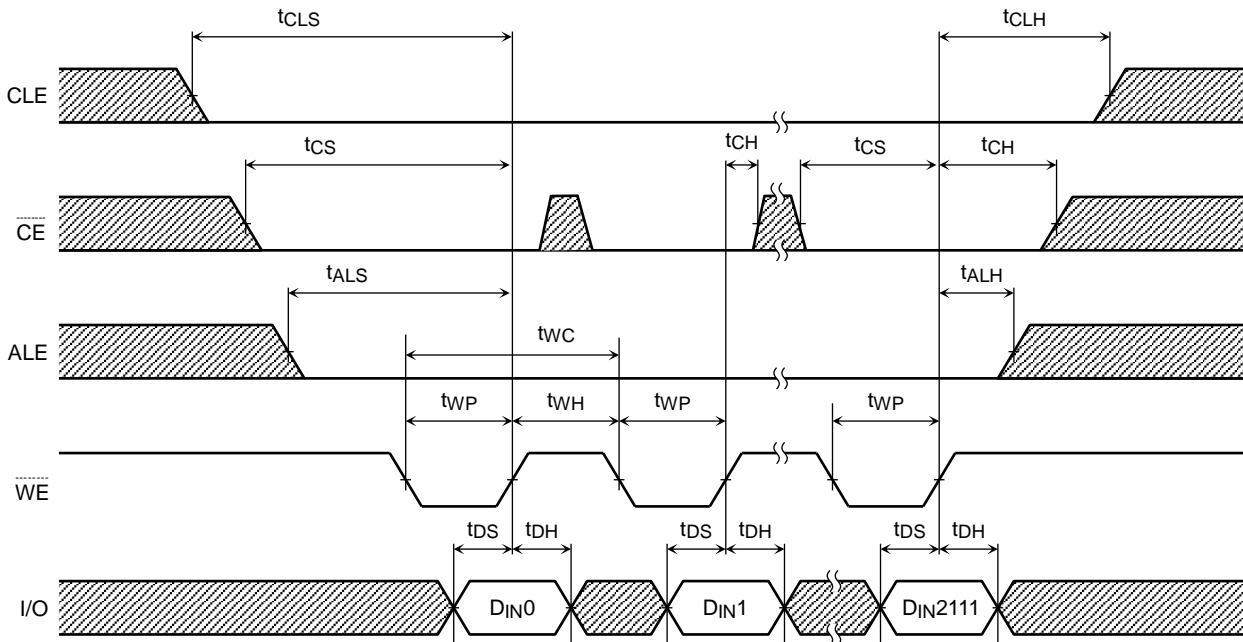 tCLS
tCLH
CLE
tCS
tCH
tCS
tCH
CE
tALS
tALH
tWC
ALE
tWP
tWH
tWP
tWP
WE
tDS
tDH
tDS
tDH
tDS
tDH
I/O
DIN0
DIN1
DIN2111